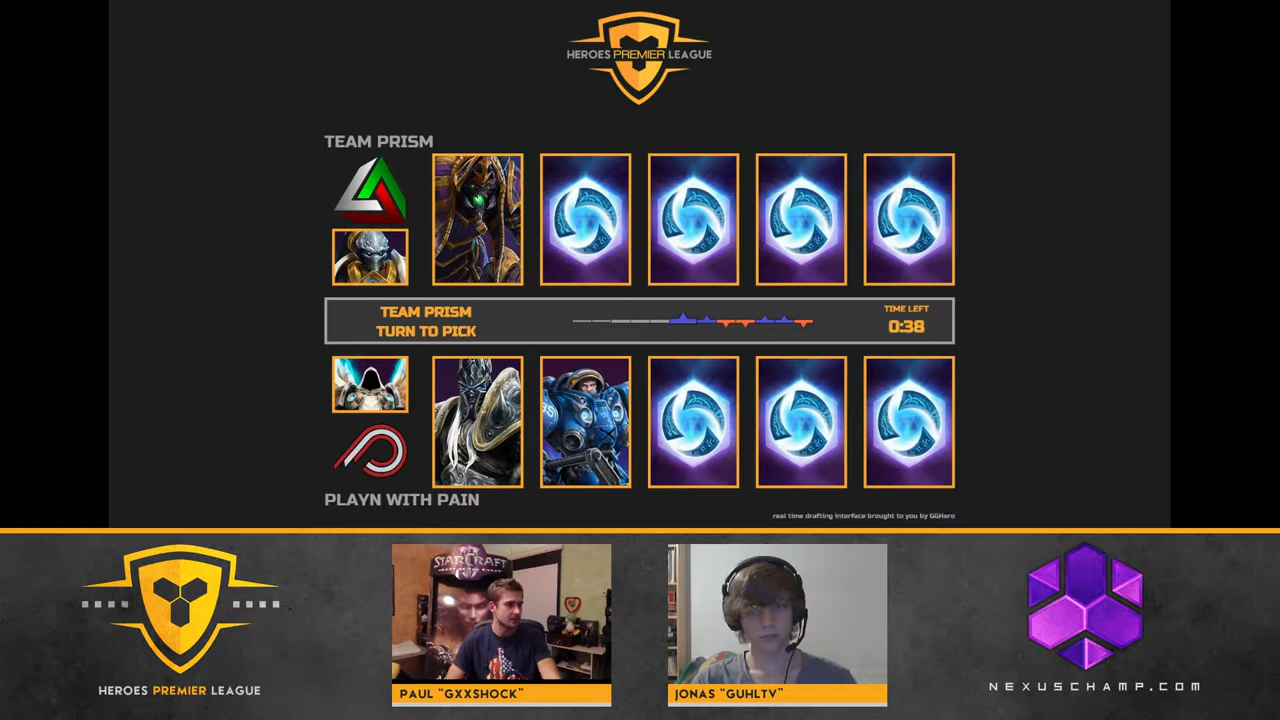 HEROES PREMIER LEAGUE
TEAM PRISM
TEAM PRISM
TURN TO PICK
TIME LEFT
0:38
PLAYN WITH PAIN
real time drafting interface brought to you by GGHero
HEROES PREMIER LEAGUE
STARCRAFT
PAUL "GXXSHOCK"
JONAS "GUHLTV"
NEXUSCHAMP.COM